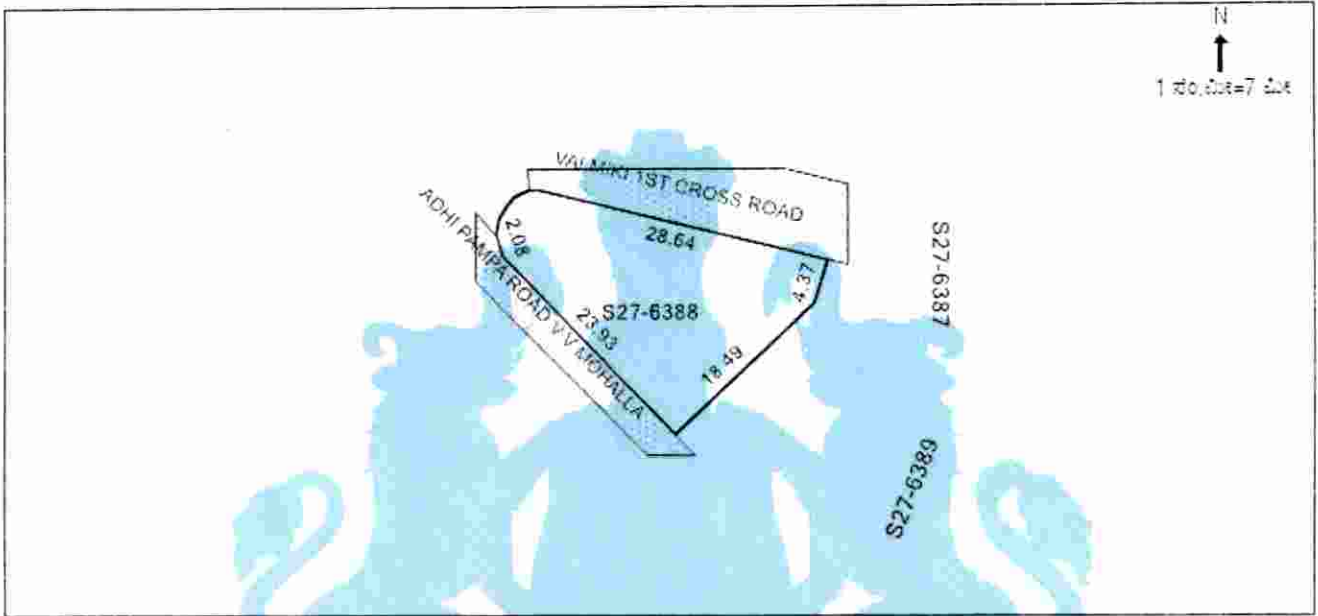 N
1 ಸೆಂ.ಮೀ=7 ಮೀ
VALMIKI 1ST CROSS ROAD
ADHI PAMPA ROAD V V MOHALLA
2.08
28.64
4.37
S27-6387
S27-6388
23.93
18.49
S27-6389